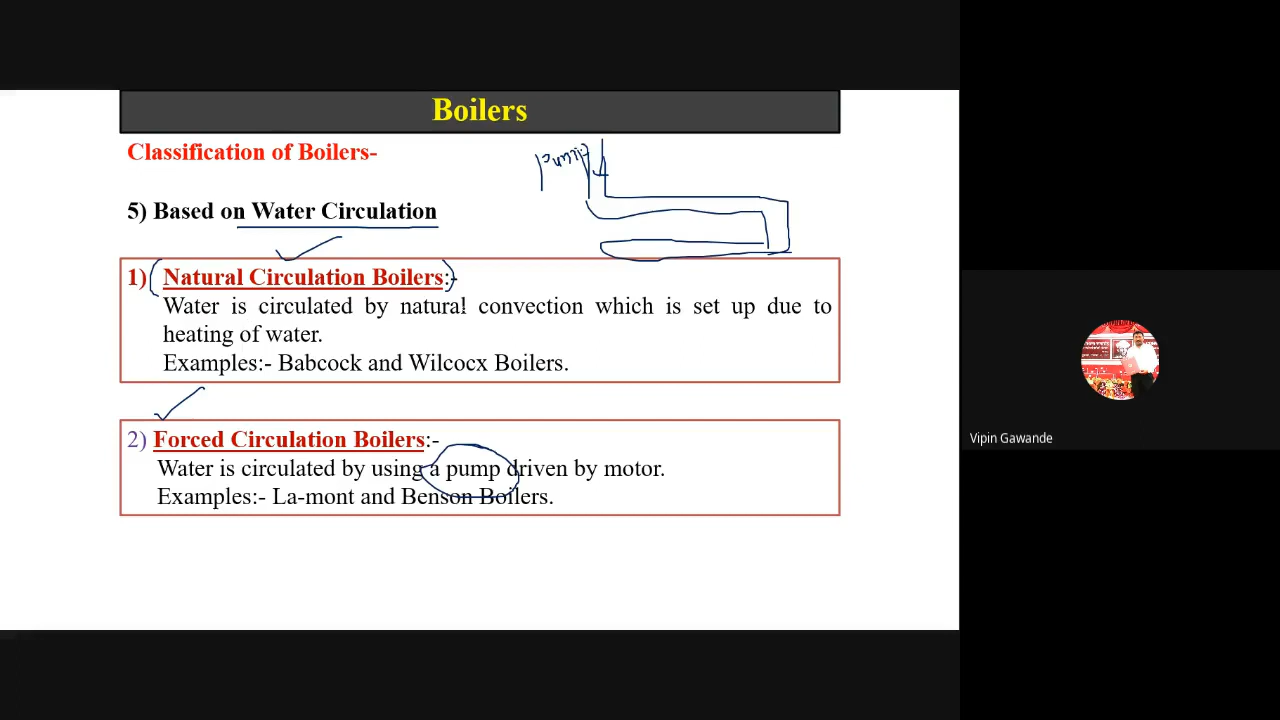 Boilers
Classification of Boilers-
pump
5) Based on Water Circulation
1) Natural Circulation Boilers:-
Water is circulated by natural convection which is set up due to
heating of water.
Examples:- Babcock and Wilcocx Boilers.
2) Forced Circulation Boilers:-
Water is circulated by using a pump driven by motor.
Examples:- La-mont and Benson Boilers.
Vipin Gawande